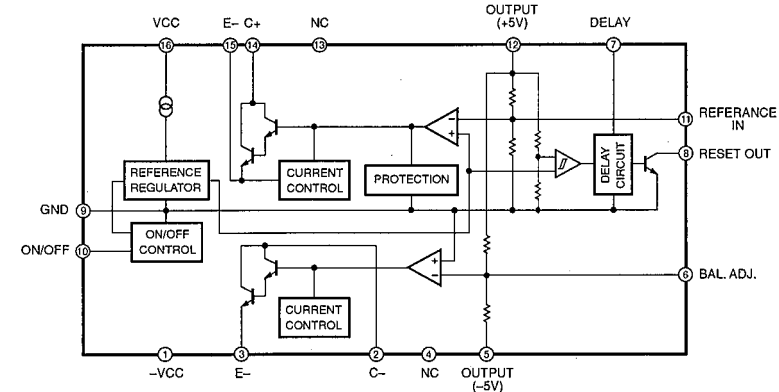 VCC
E– C+
NC
OUTPUT
(+5V)
DELAY
16
15
14
13
12
7
11
REFERANCE
IN
8
RESET OUT
REFERENCE
REGULATOR
CURRENT
CONTROL
PROTECTION
DELAY
CIRCUIT
GND
9
ON/OFF
CONTROL
ON/OFF
10
6
BAL. ADJ.
CURRENT
CONTROL
1
3
2
4
5
–VCC
E–
C–
NC
OUTPUT
(–5V)